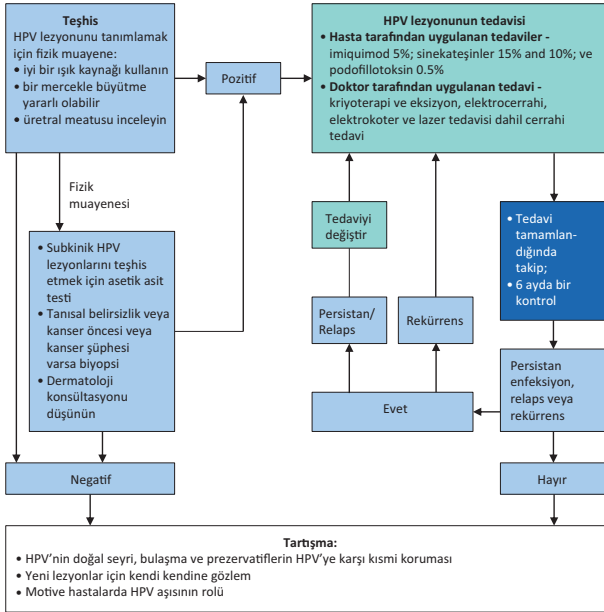 Teşhis
HPV lezyonunu tanımlamak
için fizik muayene:
• iyi bir ışık kaynağı kullanın
• bir mercekle büyütme
yararlı olabilir
• üretral meatusu inceleyin
Pozitif
HPV lezyonunun tedavisi
• Hasta tarafından uygulanan tedaviler -
imiquimod 5%; sinekateşinler 15% and 10%; ve
podofillotoksin 0.5%
• Doktor tarafından uygulanan tedavi -
kriyoterapi ve eksizyon, elektrocerrahi,
elektrokoter ve lazer tedavisi dahil cerrahi
tedavi
Fizik
muayenesi
• Subkinik HPV
lezyonlarını teşhis
etmek için asetik asit
testi
• Tanısal belirsizlik veya
kanser öncesi veya
kanser şüphesi
varsa biyopsi
• Dermatoloji
konsültasyonu
düşünün
Tedaviyi
değiştir
Persistan/
Relaps
Rekürrens
• Tedavi
tamamlan-
dığında
takip;
• 6 ayda bir
kontrol
Evet
Persistan
enfeksiyon,
relaps veya
rekürrens
Negatif
Hayır
Tartışma:
• HPV’nin doğal seyri, bulaşma ve prezervatiflerin HPV’ye karşı kısmi koruması
• Yeni lezyonlar için kendi kendine gözlem
• Motive hastalarda HPV aşısının rolü